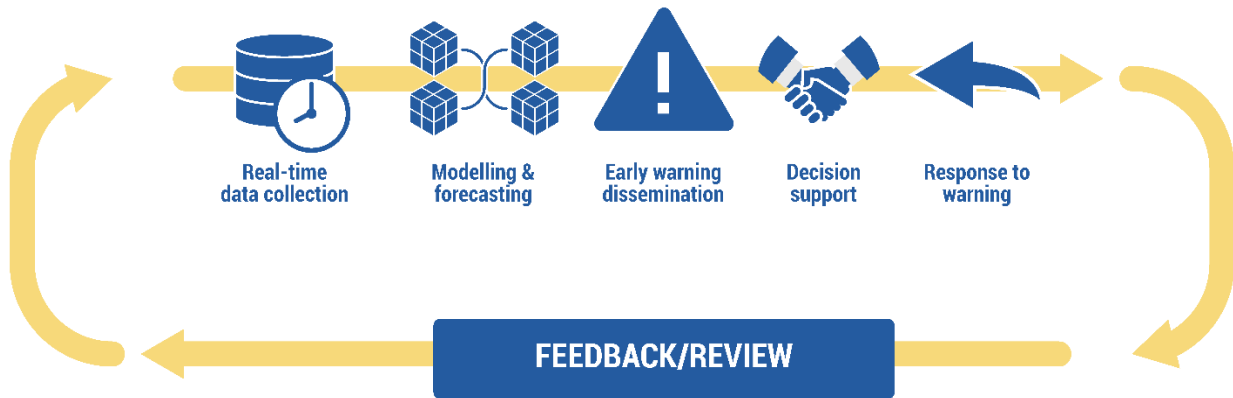 Real-time
data collection
Modelling &
forecasting
Early warning
dissemination
Decision
support
Response to
warning
FEEDBACK/REVIEW